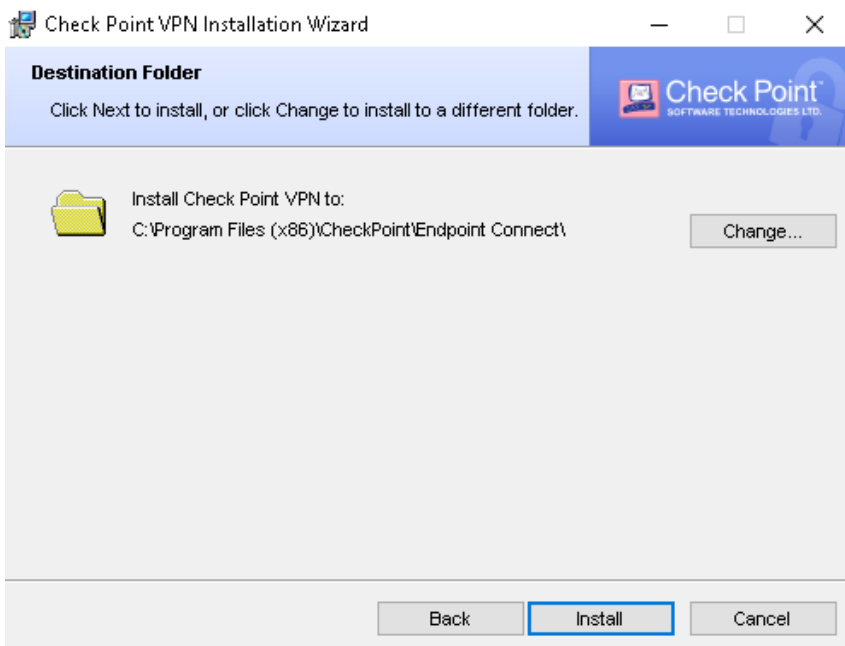 Check Point VPN Installation Wizard
Destination Folder
Click Next to install, or click Change to install to a different folder.
Check Point™
SOFTWARE TECHNOLOGIES LTD.
Install Check Point VPN to:
C:\Program Files (x86)\CheckPoint\Endpoint Connect\
Change...
Back
Install
Cancel